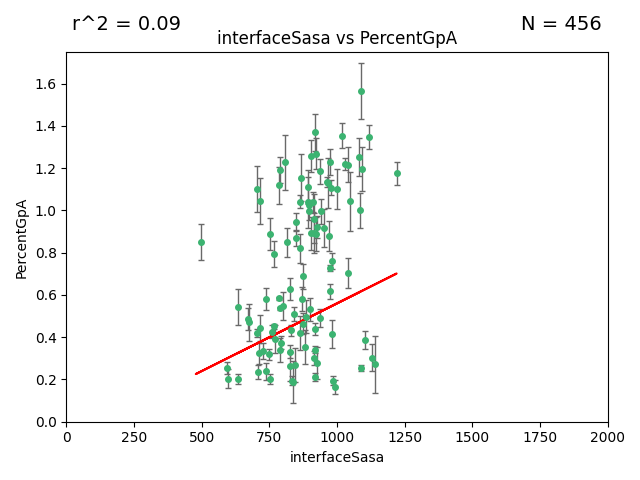 r^2 = 0.09
N = 456
interfaceSasa vs PercentGpA
PercentGpA
1.6
1.4
1.2
1.0
0.8
0.6
0.4
0.2
0.0
0 250 500 750 1000 1250 1500 1750 2000
interfaceSasa